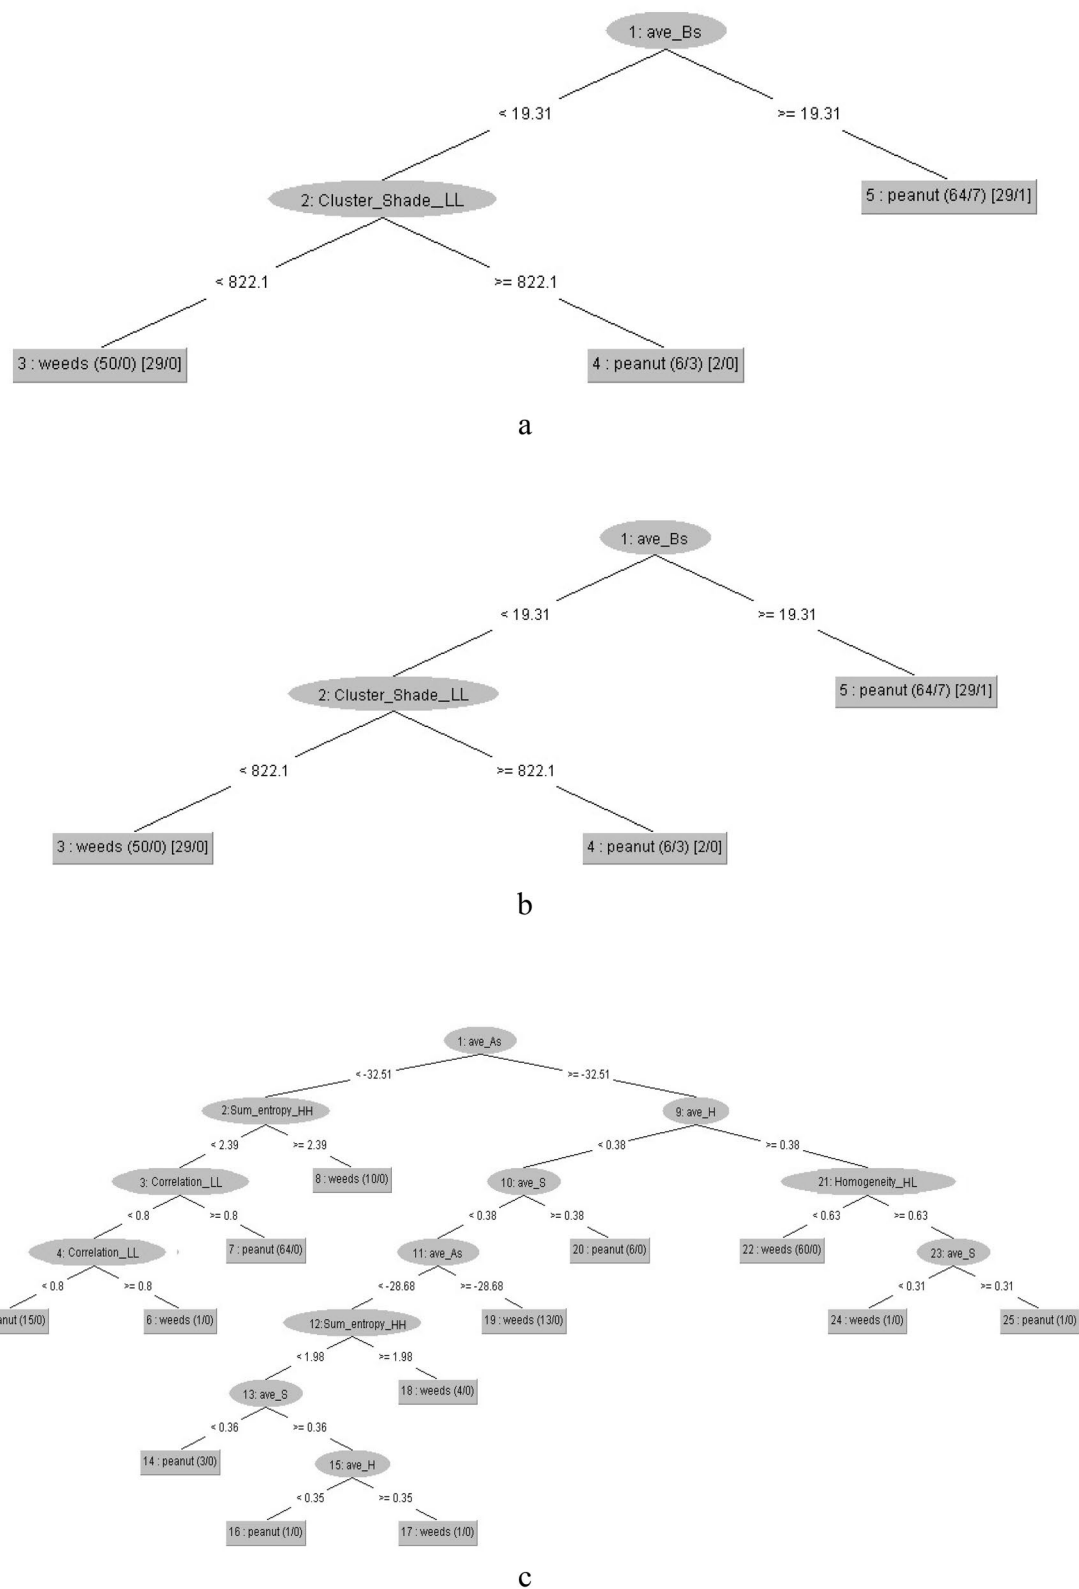 1: ave_Bs
< 19.31 >= 19.31
2: Cluster_Shade_LL 5 : peanut (64/7) [29/1]
< 822.1 >= 822.1
3 : weeds (50/0) [29/0] 4 : peanut (6/3) [2/0]
a
1: ave_Bs
< 19.31 >= 19.31
2: Cluster_Shade_LL 5 : peanut (64/7) [29/1]
< 822.1 >= 822.1
3 : weeds (50/0) [29/0] 4 : peanut (6/3) [2/0]
b
1: ave_As
< -32.51 >= -32.51
2:Sum_entropy_HH 9: ave_H
< 2.39 >= 2.39 < 0.38 >= 0.38
3: Correlation_LL 8 : weeds (10/0) 10: ave_S 21: Homogeneity_HL
< 0.8 >= 0.8 < 0.38 >= 0.38 < 0.63 >= 0.63
4: Correlation_LL 7 : peanut (64/0) 11: ave_As 20 : peanut (6/0) 22 : weeds (60/0) 23: ave_S
< 0.8 >= 0.8 < -28.68 >= -28.68 < 0.31 >= 0.31
anut (15/0) 6 : weeds (1/0) 12:Sum_entropy_HH 19 : weeds (13/0) 24 : weeds (1/0) 25 : peanut (1/0)
< 1.98 >= 1.98
13: ave_S 18 : weeds (4/0)
< 0.36 >= 0.36
14 : peanut (3/0) 15: ave_H
< 0.35 >= 0.35
16 : peanut (1/0) 17 : weeds (1/0)
c